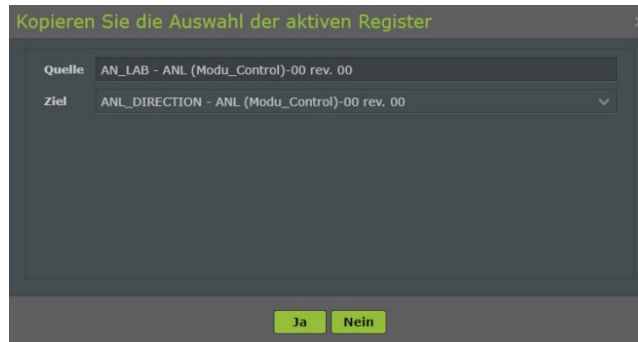 Kopieren Sie die Auswahl der aktiven Register
Quelle AN_LAB - ANL (Modu_Control)-00 rev. 00
Ziel ANL_DIRECTION - ANL (Modu_Control)-00 rev. 00
Ja Nein